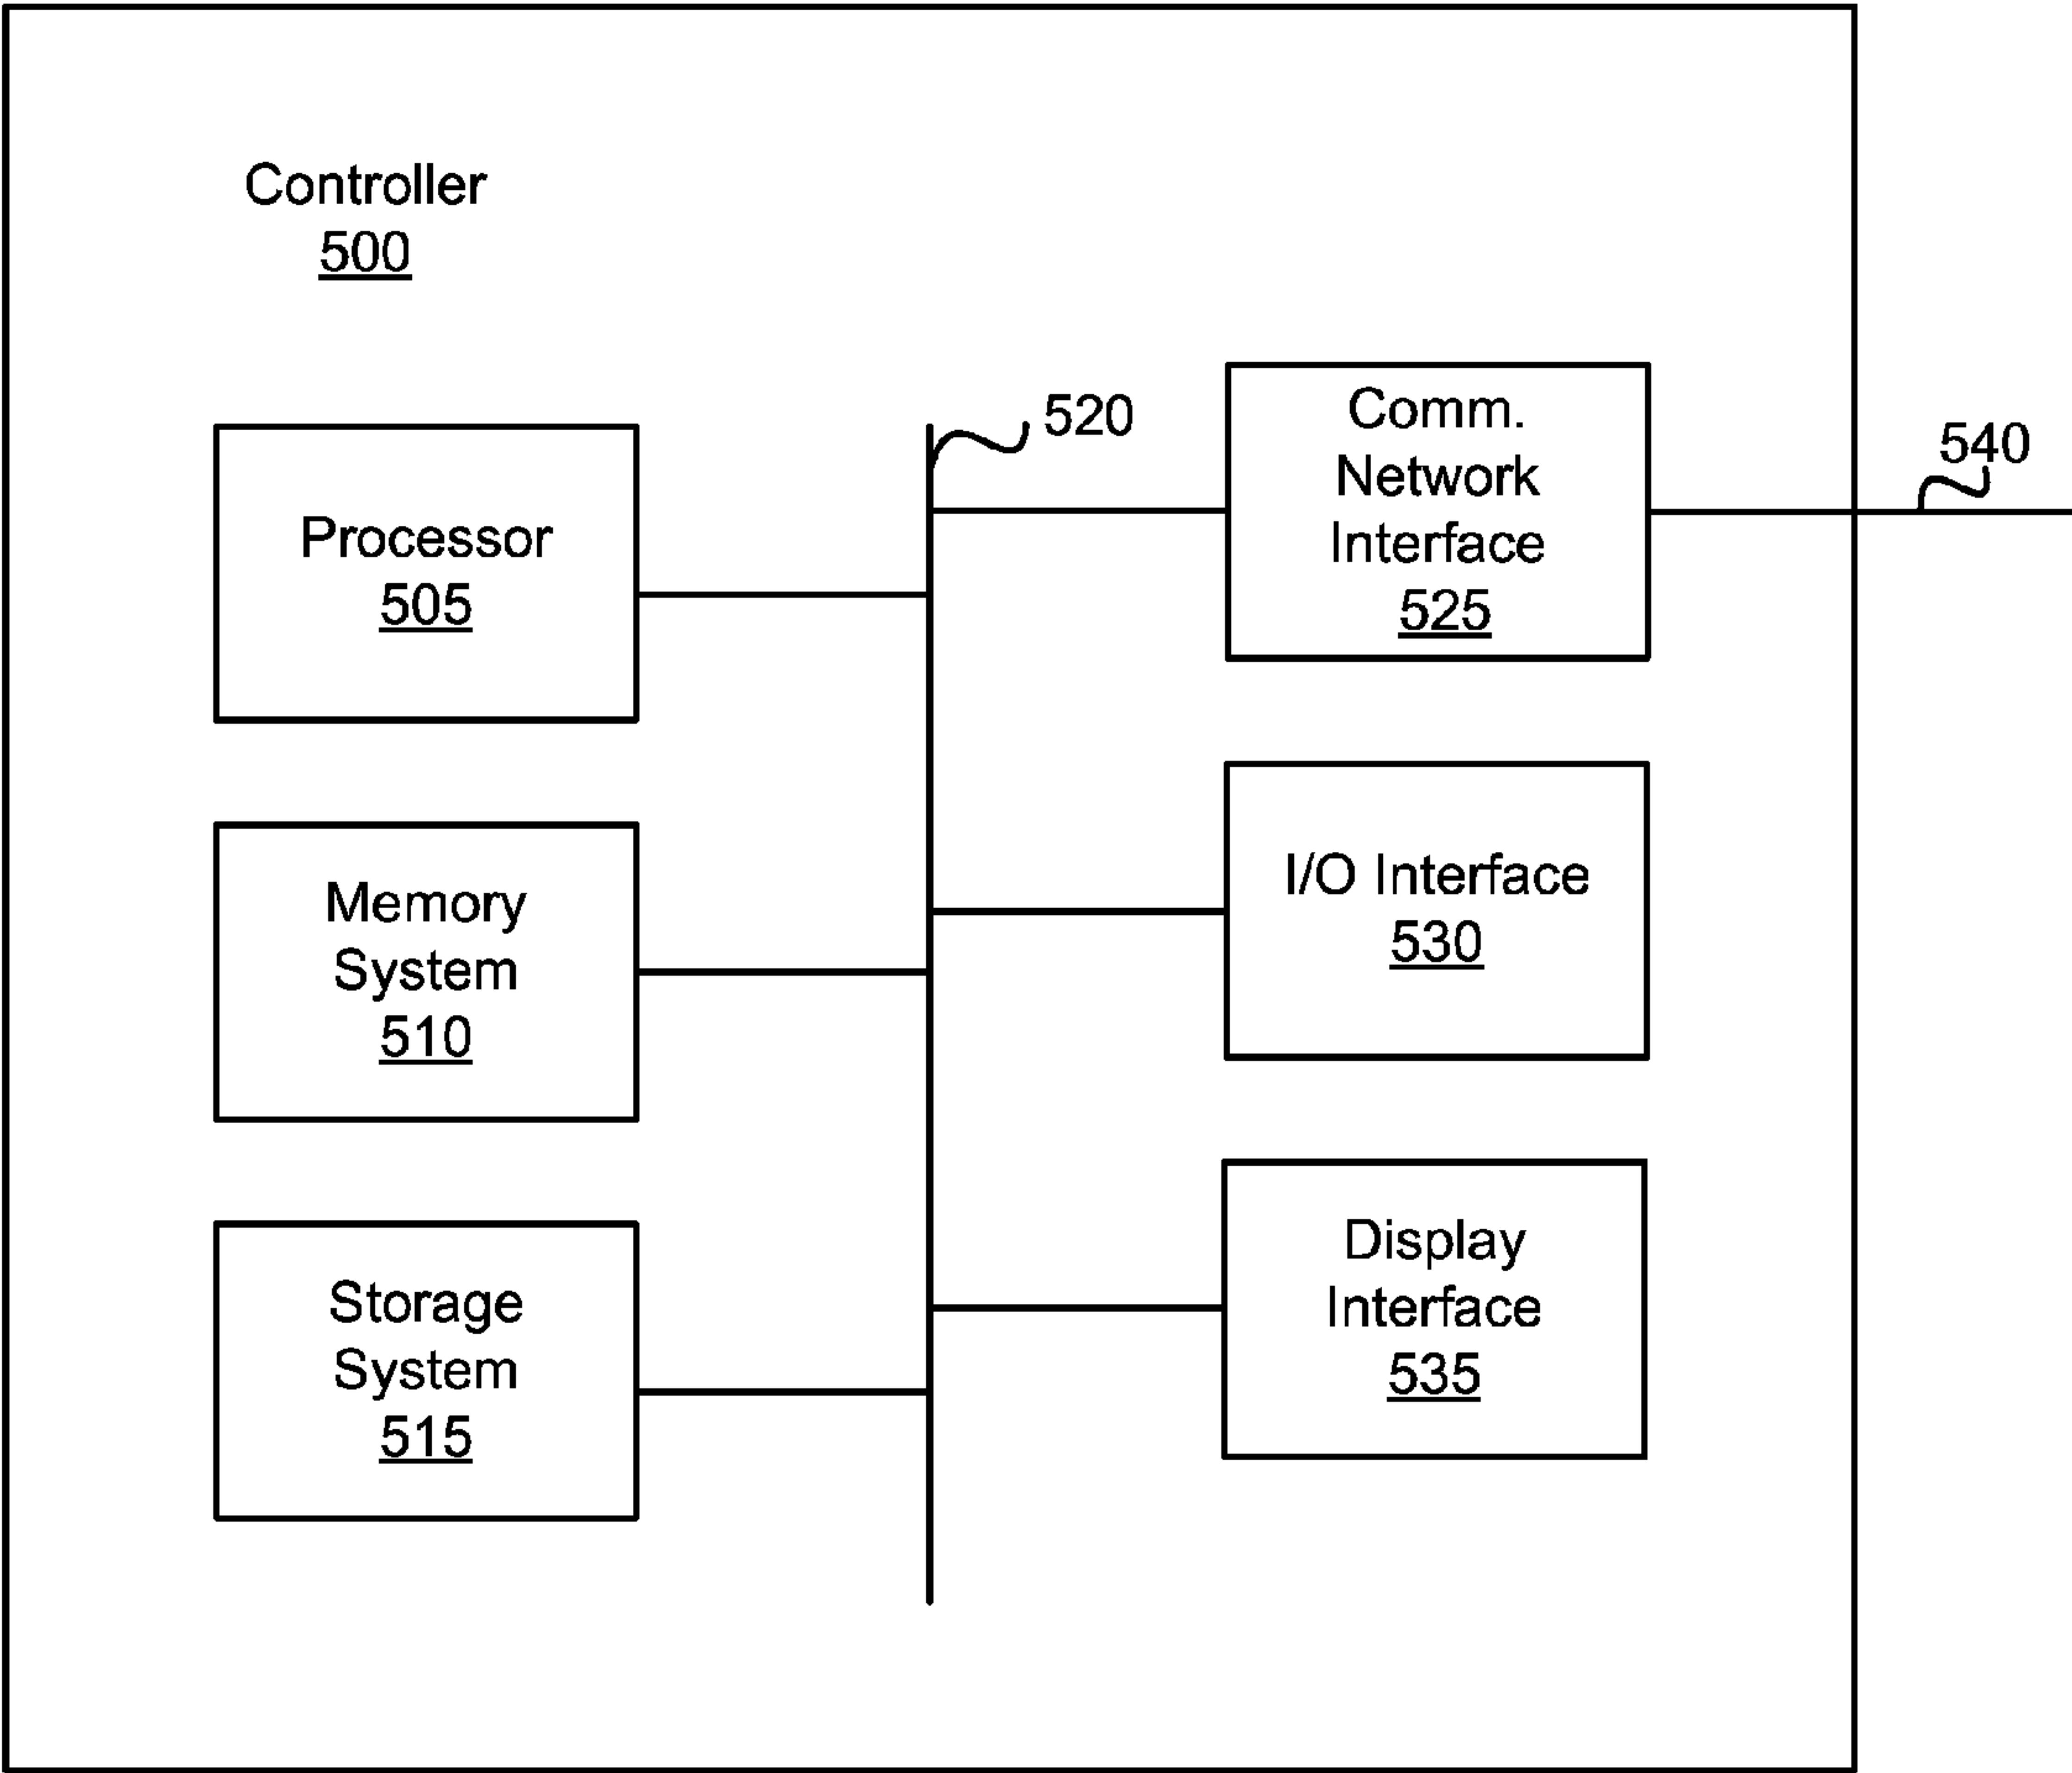 Controller
500
Processor
505
Memory
System
510
Storage
System
515
520
Comm.
Network
Interface
525
I/O Interface
530
Display
Interface
535
540